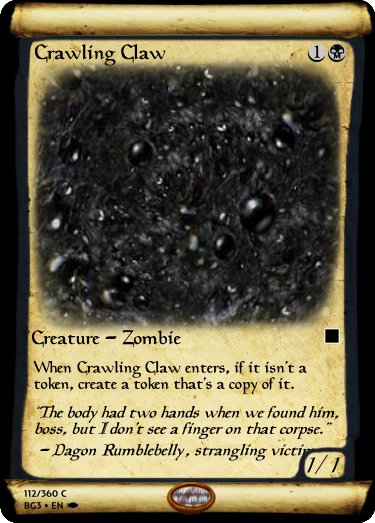 Crawling Claw 1
Creature – Zombie
When Crawling Claw enters, if it isn't a
token, create a token that's a copy of it.
"The body had two hands when we found him,
boss, but I don't see a finger on that corpse."
– Dagon Rumblebelly, strangling victim
1/1
112/360 C
BG3 • EN